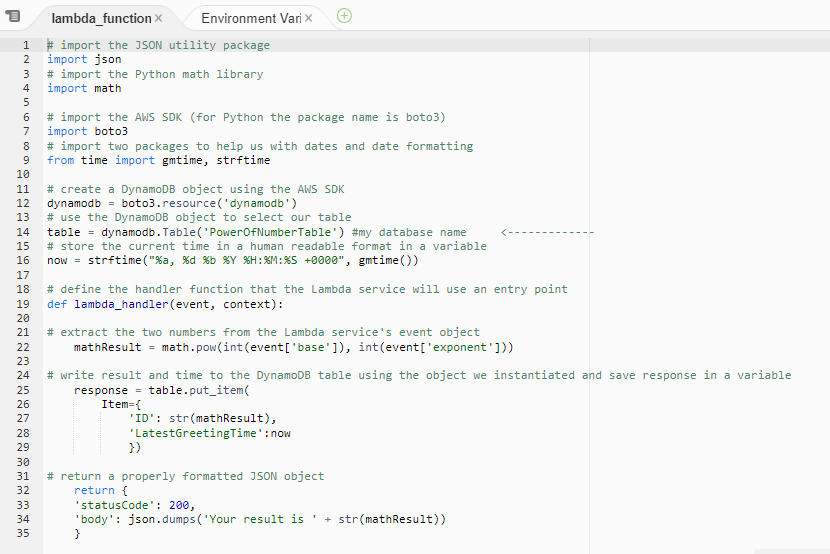 lambda_function × Environment Vari ×
1 # import the JSON utility package
2 import json
3 # import the Python math library
4 import math
5
6 # import the AWS SDK (for Python the package name is boto3)
7 import boto3
8 # import two packages to help us with dates and date formatting
9 from time import gmtime, strftime
10
11 # create a DynamoDB object using the AWS SDK
12 dynamodb = boto3.resource('dynamodb')
13 # use the DynamoDB object to select our table
14 table = dynamodb.Table('PowerOfNumberTable') #my database name     <-------------
15 # store the current time in a human readable format in a variable
16 now = strftime("%a, %d %b %Y %H:%M:%S +0000", gmtime())
17
18 # define the handler function that the Lambda service will use an entry point
19 def lambda_handler(event, context):
20
21 # extract the two numbers from the Lambda service's event object
22     mathResult = math.pow(int(event['base']), int(event['exponent']))
23
24 # write result and time to the DynamoDB table using the object we instantiated and save response in a variable
25     response = table.put_item(
26         Item={
27             'ID': str(mathResult),
28             'LatestGreetingTime':now
29             })
30
31 # return a properly formatted JSON object
32     return {
33     'statusCode': 200,
34     'body': json.dumps('Your result is ' + str(mathResult))
35     }